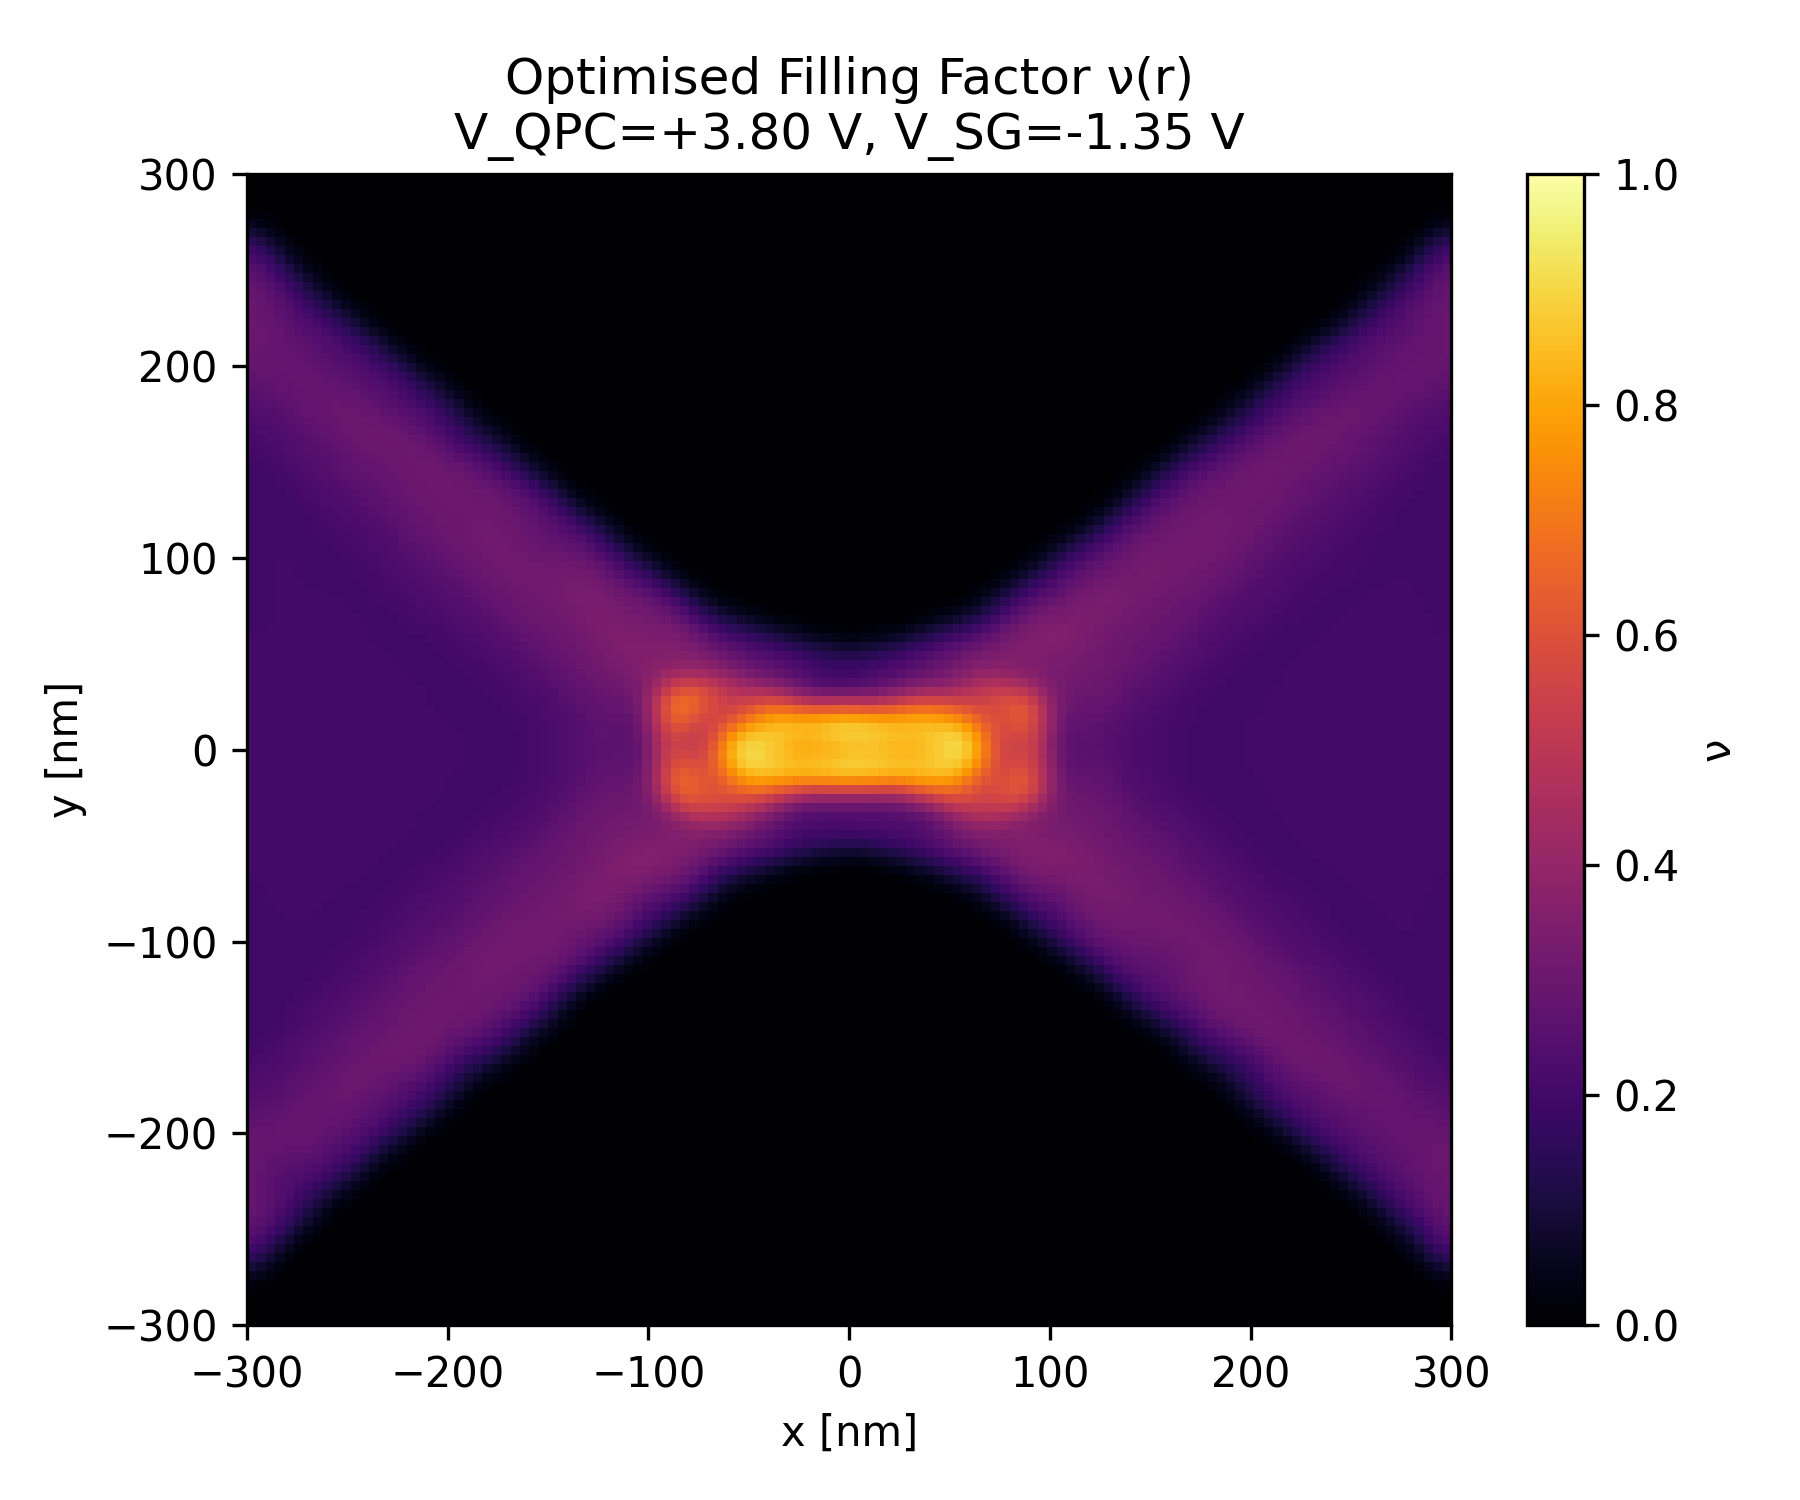 Optimised Filling Factor ν(r)
V_QPC=+3.80 V, V_SG=-1.35 V
300
200
100
0
−100
−200
−300
y [nm]
−300 −200 −100 0 100 200 300
x [nm]
1.0
0.8
0.6
0.4
0.2
0.0
ν